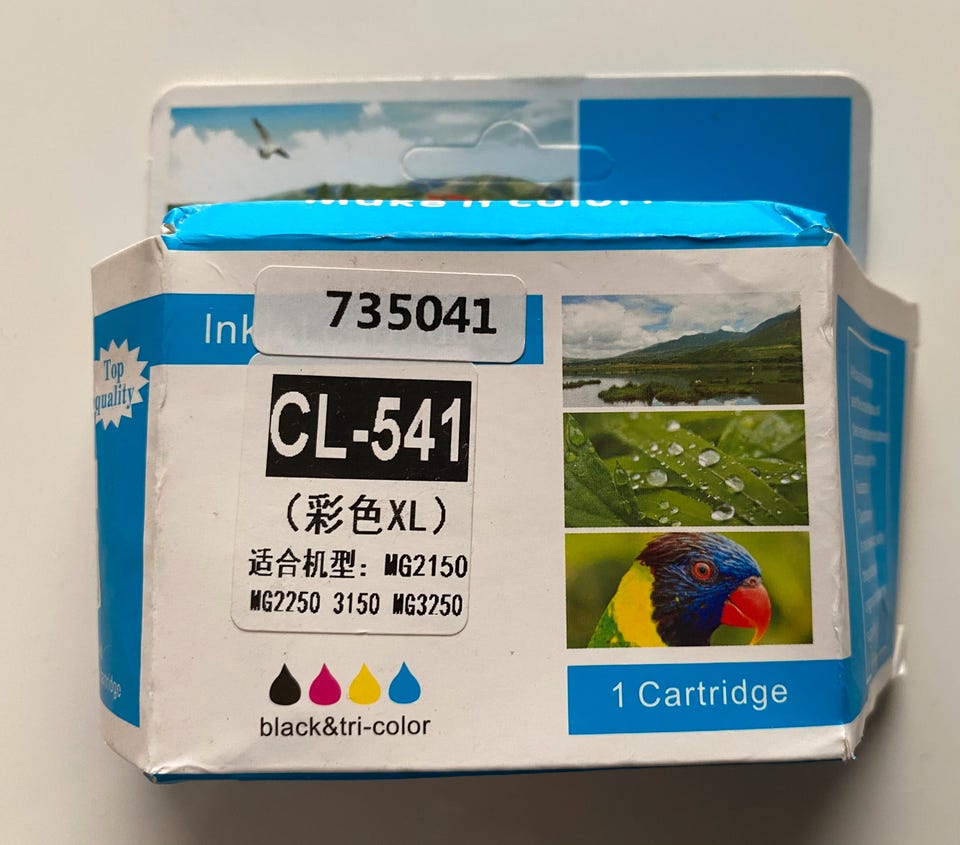 735041
Ink
Top
quality
CL-541
（彩色XL）
适合机型：MG2150
MG2250 3150 MG3250
black&tri-color
1 Cartridge